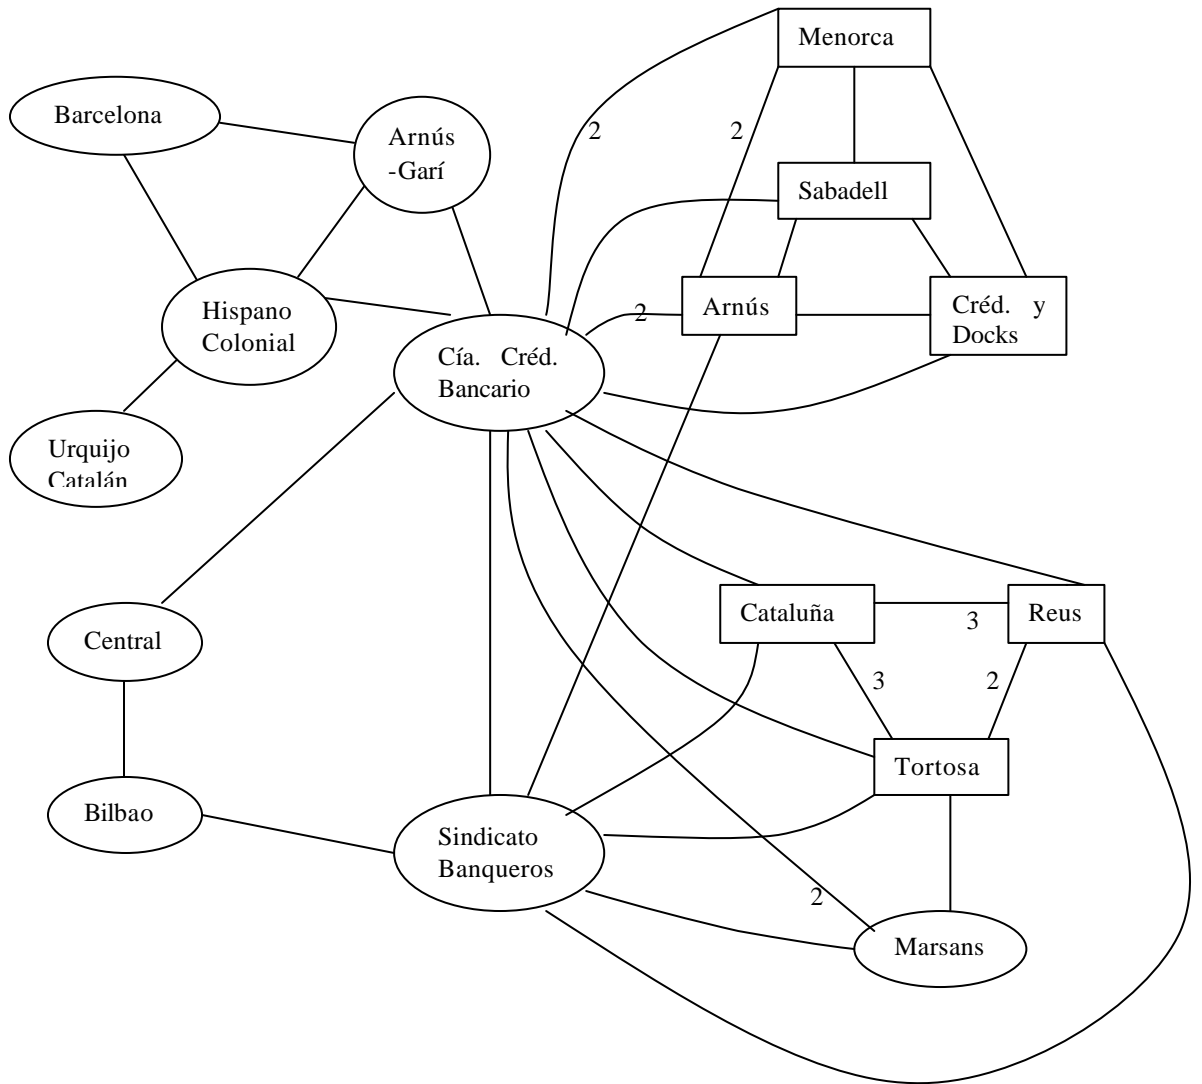 Menorca
Barcelona
Arnús
-Garí
2
2
Sabadell
Hispano
Colonial
2
Arnús
Créd. y
Docks
Cía. Créd.
Bancario
Urquijo
Catalán
Cataluña
3
Reus
Central
3
2
Tortosa
Bilbao
Sindicato
Banqueros
2
Marsans